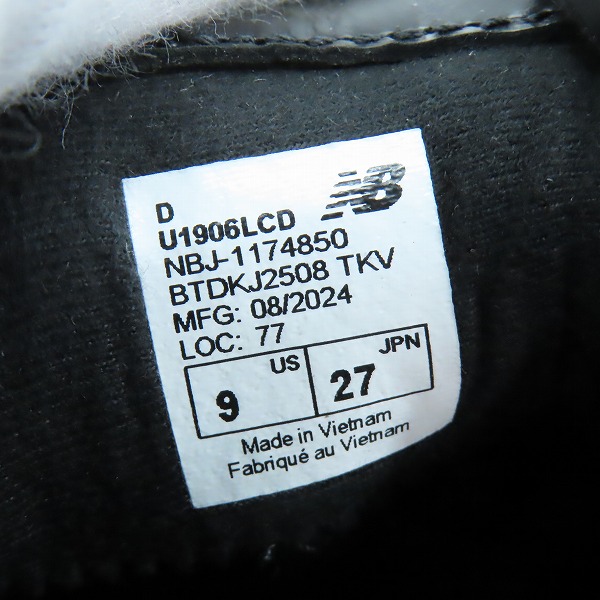 D
NB
U1906LCD
NBJ-1174850
BTDKJ2508 TKV
MFG: 08/2024
LOC: 77
US JPN
9 27
Made in Vietnam
Fabriqué au Vietnam